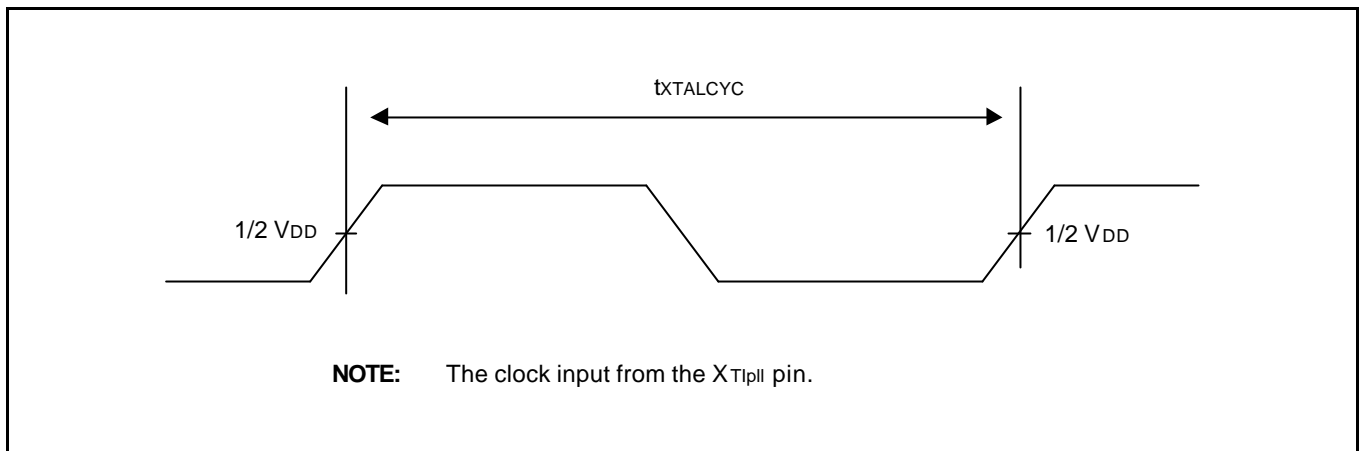 tXTALCYC
1/2 VDD
1/2 VDD
NOTE: The clock input from the XTIpll pin.